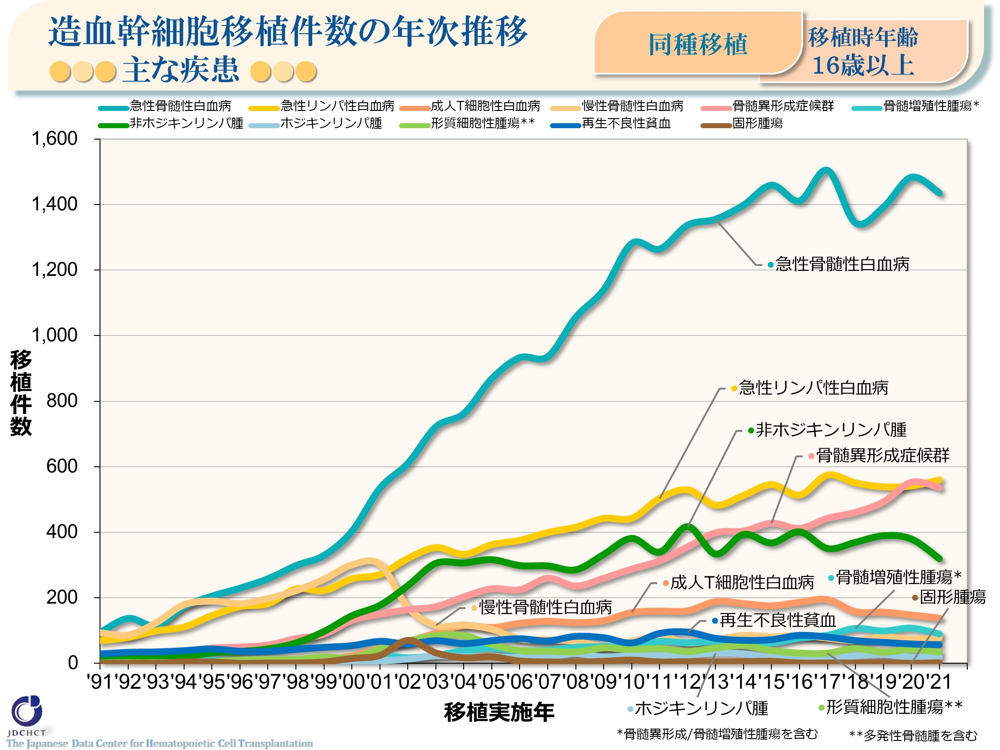 造血幹細胞移植件数の年次推移
主な疾患
同種移植
移植時年齢
16歳以上
急性骨髄性白血病 急性リンパ性白血病 成人T細胞性白血病 慢性骨髄性白血病 骨髄異形成症候群 骨髄増殖性腫瘍*
非ホジキンリンパ腫 ホジキンリンパ腫 形質細胞性腫瘍** 再生不良性貧血 固形腫瘍
1,600
1,400
1,200
1,000
800
600
400
200
0
移植件数
急性骨髄性白血病
急性リンパ性白血病
非ホジキンリンパ腫
骨髄異形成症候群
成人T細胞性白血病
骨髄増殖性腫瘍*
固形腫瘍
慢性骨髄性白血病
再生不良性貧血
'91 '92 '93 '94 '95 '96 '97 '98 '99 '00 '01 '02 '03 '04 '05 '06 '07 '08 '09 '10 '11 '12 '13 '14 '15 '16 '17 '18 '19 '20 '21
移植実施年
ホジキンリンパ腫
形質細胞性腫瘍**
*骨髄異形成/骨髄増殖性腫瘍を含む
**多発性骨髄腫を含む
JDCHCT
The Japanese Data Center for Hematopoietic Cell Transplantation